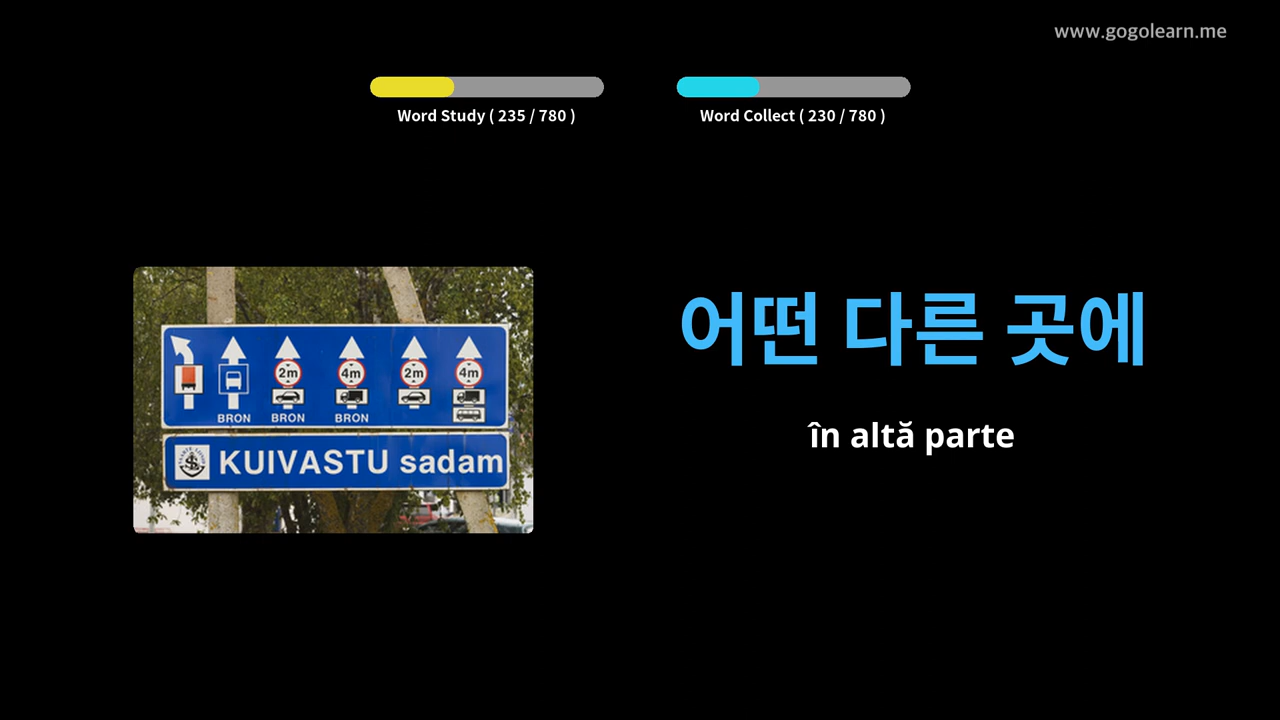 www.gogolearn.me
Word Study ( 235 / 780 )
Word Collect ( 230 / 780 )
2m 4m 2m 4m
BRON BRON BRON
KUIVASTU sadam
어떤 다른 곳에
în altă parte